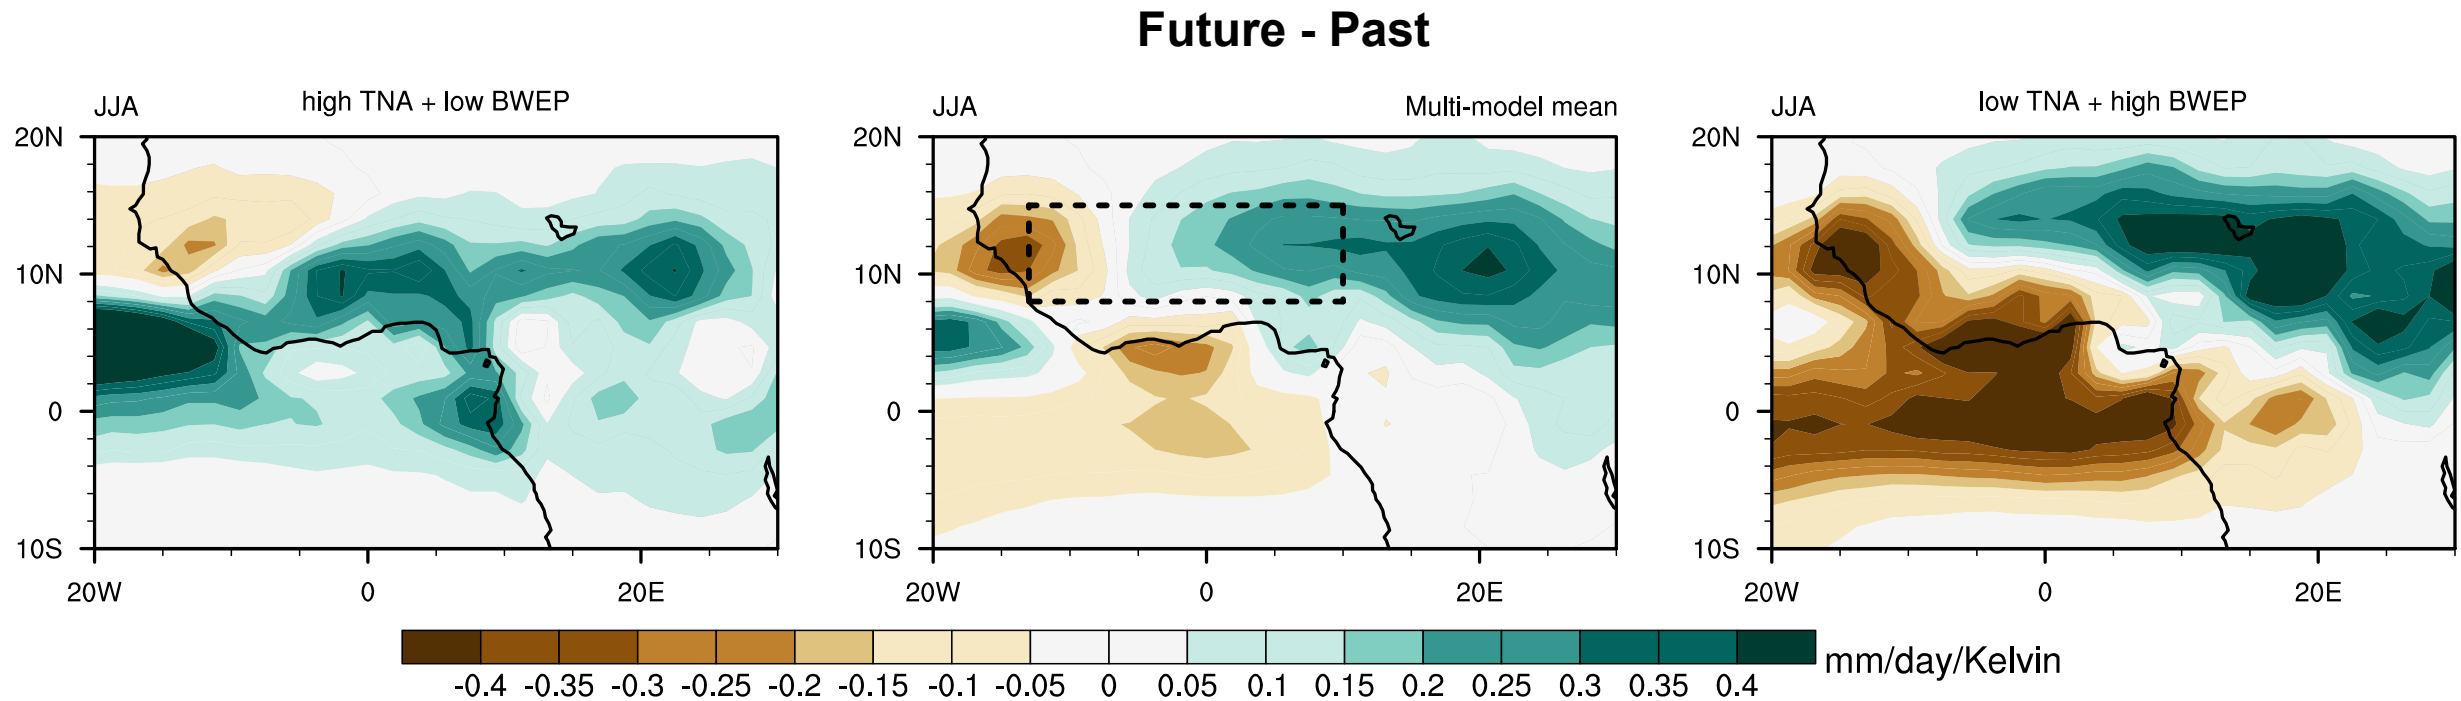 Future - Past
JJA high TNA + low BWEP
JJA Multi-model mean
JJA low TNA + high BWEP
20N 20N 20N
10N 10N 10N
0 0 0
10S 10S 10S
20W 0 20E 20W 0 20E 20W 0 20E
-0.4 -0.35 -0.3 -0.25 -0.2 -0.15 -0.1 -0.05 0 0.05 0.1 0.15 0.2 0.25 0.3 0.35 0.4 mm/day/Kelvin